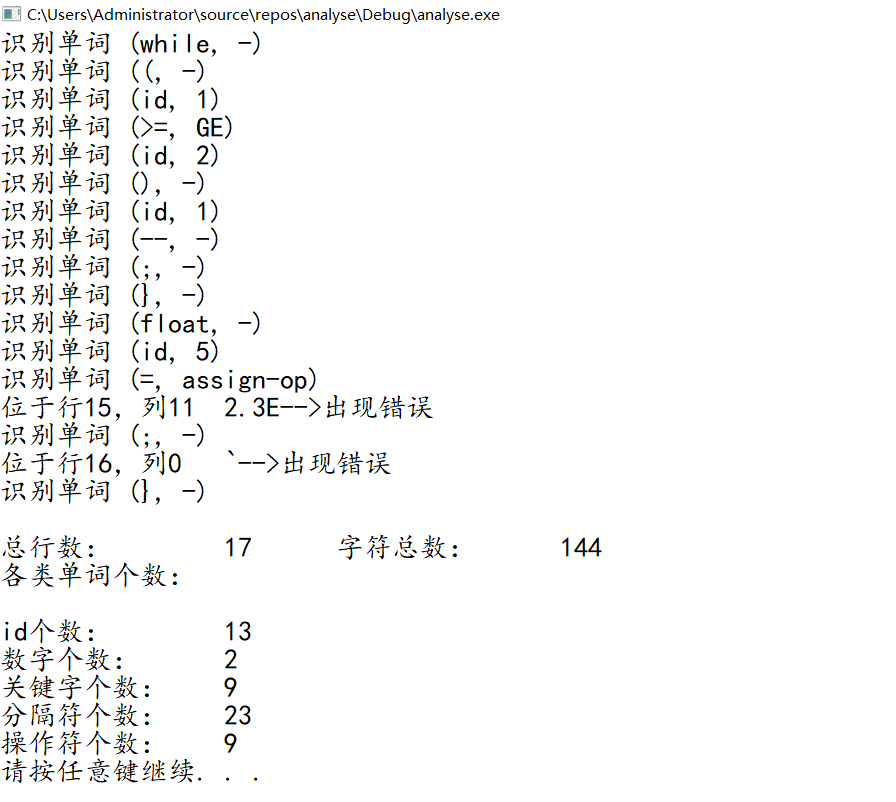 C:\Users\Administrator\source\repos\analyse\Debug\analyse.exe
识别单词 (while, -)
识别单词 ((, -)
识别单词 (id, 1)
识别单词 (>=, GE)
识别单词 (id, 2)
识别单词 (), -)
识别单词 (id, 1)
识别单词 (--, -)
识别单词 (;, -)
识别单词 (}, -)
识别单词 (float, -)
识别单词 (id, 5)
识别单词 (=, assign-op)
位于行15, 列11  2.3E-->出现错误
识别单词 (;, -)
位于行16, 列0   `-->出现错误
识别单词 (}, -)
总行数:         17      字符总数:       144
各类单词个数:
id个数:         13
数字个数:       2
关键字个数:     9
分隔符个数:     23
操作符个数:     9
请按任意键继续. . .